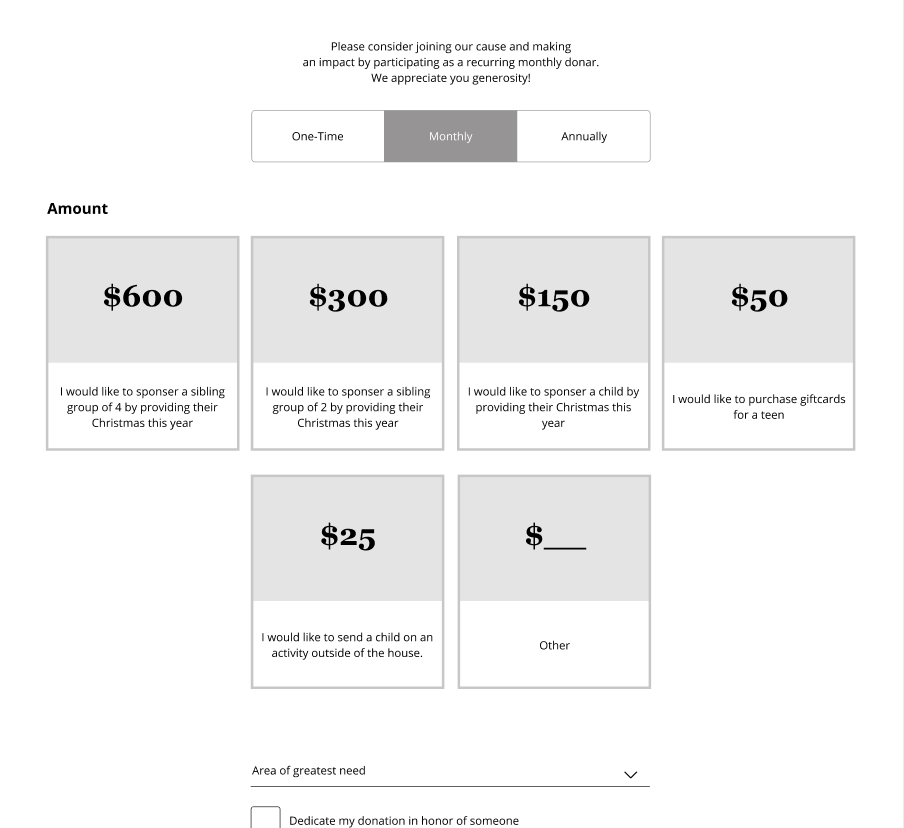 Please consider joining our cause and making
an impact by participating as a recurring monthly donar.
We appreciate you generosity!
One-Time
Monthly
Annually
Amount
$600
$300
$150
$50
I would like to sponser a sibling
group of 4 by providing their
Christmas this year
I would like to sponser a sibling
group of 2 by providing their
Christmas this year
I would like to sponser a child by
providing their Christmas this
year
I would like to purchase giftcards
for a teen
$25
$__
I would like to send a child on an
activity outside of the house.
Other
Area of greatest need
Dedicate my donation in honor of someone